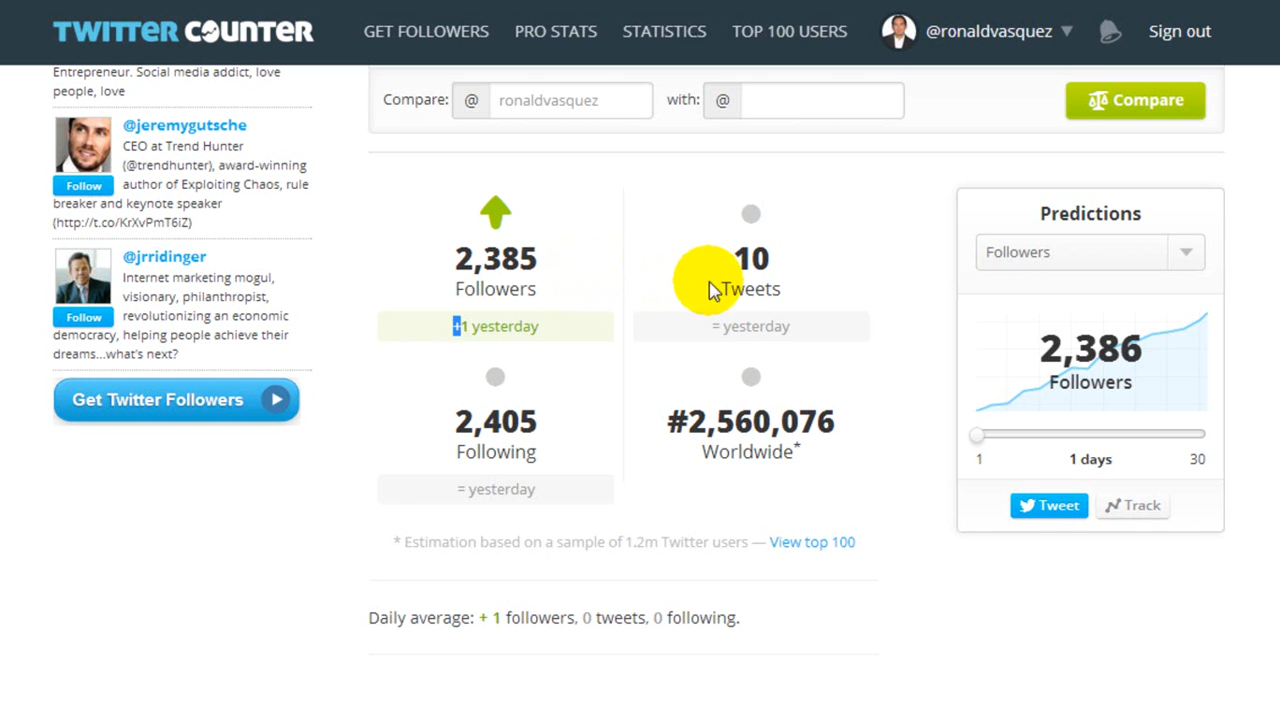 TWITTER COUNTER
GET FOLLOWERS
PRO STATS
STATISTICS
TOP 100 USERS
@ronaldvasquez
Sign out
Entrepreneur. Social media addict, love
people, love
@jeremygutsche
CEO at Trend Hunter
(@trendhunter), award-winning
author of Exploiting Chaos, rule
breaker and keynote speaker
(http://t.co/KrXvPmT6iZ)
Follow
@jrridinger
Internet marketing mogul,
visionary, philanthropist,
revolutionizing an economic
democracy, helping people achieve their
dreams...what's next?
Follow
Get Twitter Followers
Compare: @ ronaldvasquez with: @
Compare
2,385
Followers
+1 yesterday
10
Tweets
= yesterday
2,405
Following
= yesterday
#2,560,076
Worldwide*
* Estimation based on a sample of 1.2m Twitter users — View top 100
Daily average: + 1 followers, 0 tweets, 0 following.
Predictions
Followers
2,386
Followers
1 1 days 30
Tweet Track